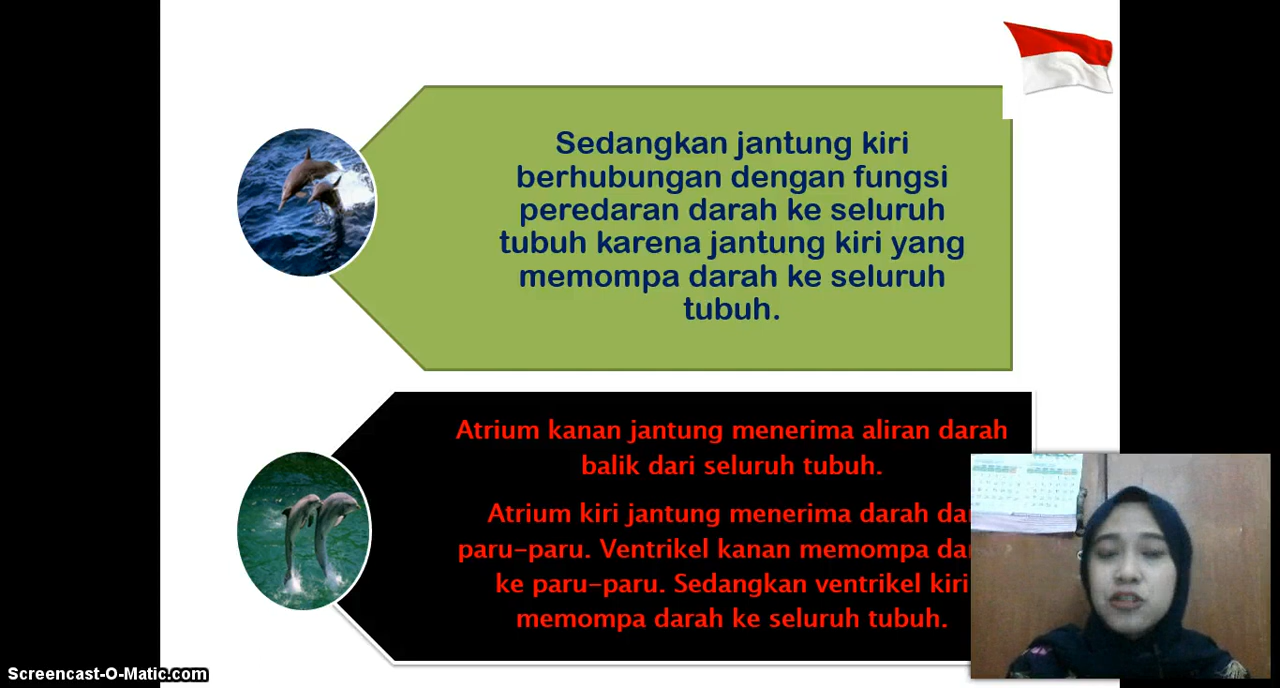 Sedangkan jantung kiri
berhubungan dengan fungsi
peredaran darah ke seluruh
tubuh karena jantung kiri yang
memompa darah ke seluruh
tubuh.
Atrium kanan jantung menerima aliran darah
balik dari seluruh tubuh.
Atrium kiri jantung menerima darah
paru-paru. Ventrikel kanan memompa
ke paru-paru. Sedangkan ventrikel kiri
memompa darah ke seluruh tubuh.
Screencast-O-Matic.com